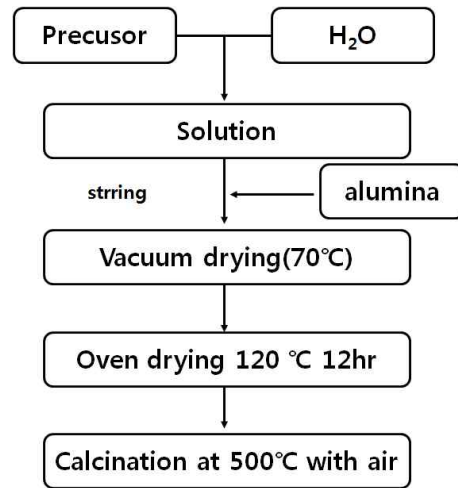 Precusor
H₂O
Solution
strring
alumina
Vacuum drying(70℃)
Oven drying 120 ℃ 12hr
Calcination at 500℃ with air